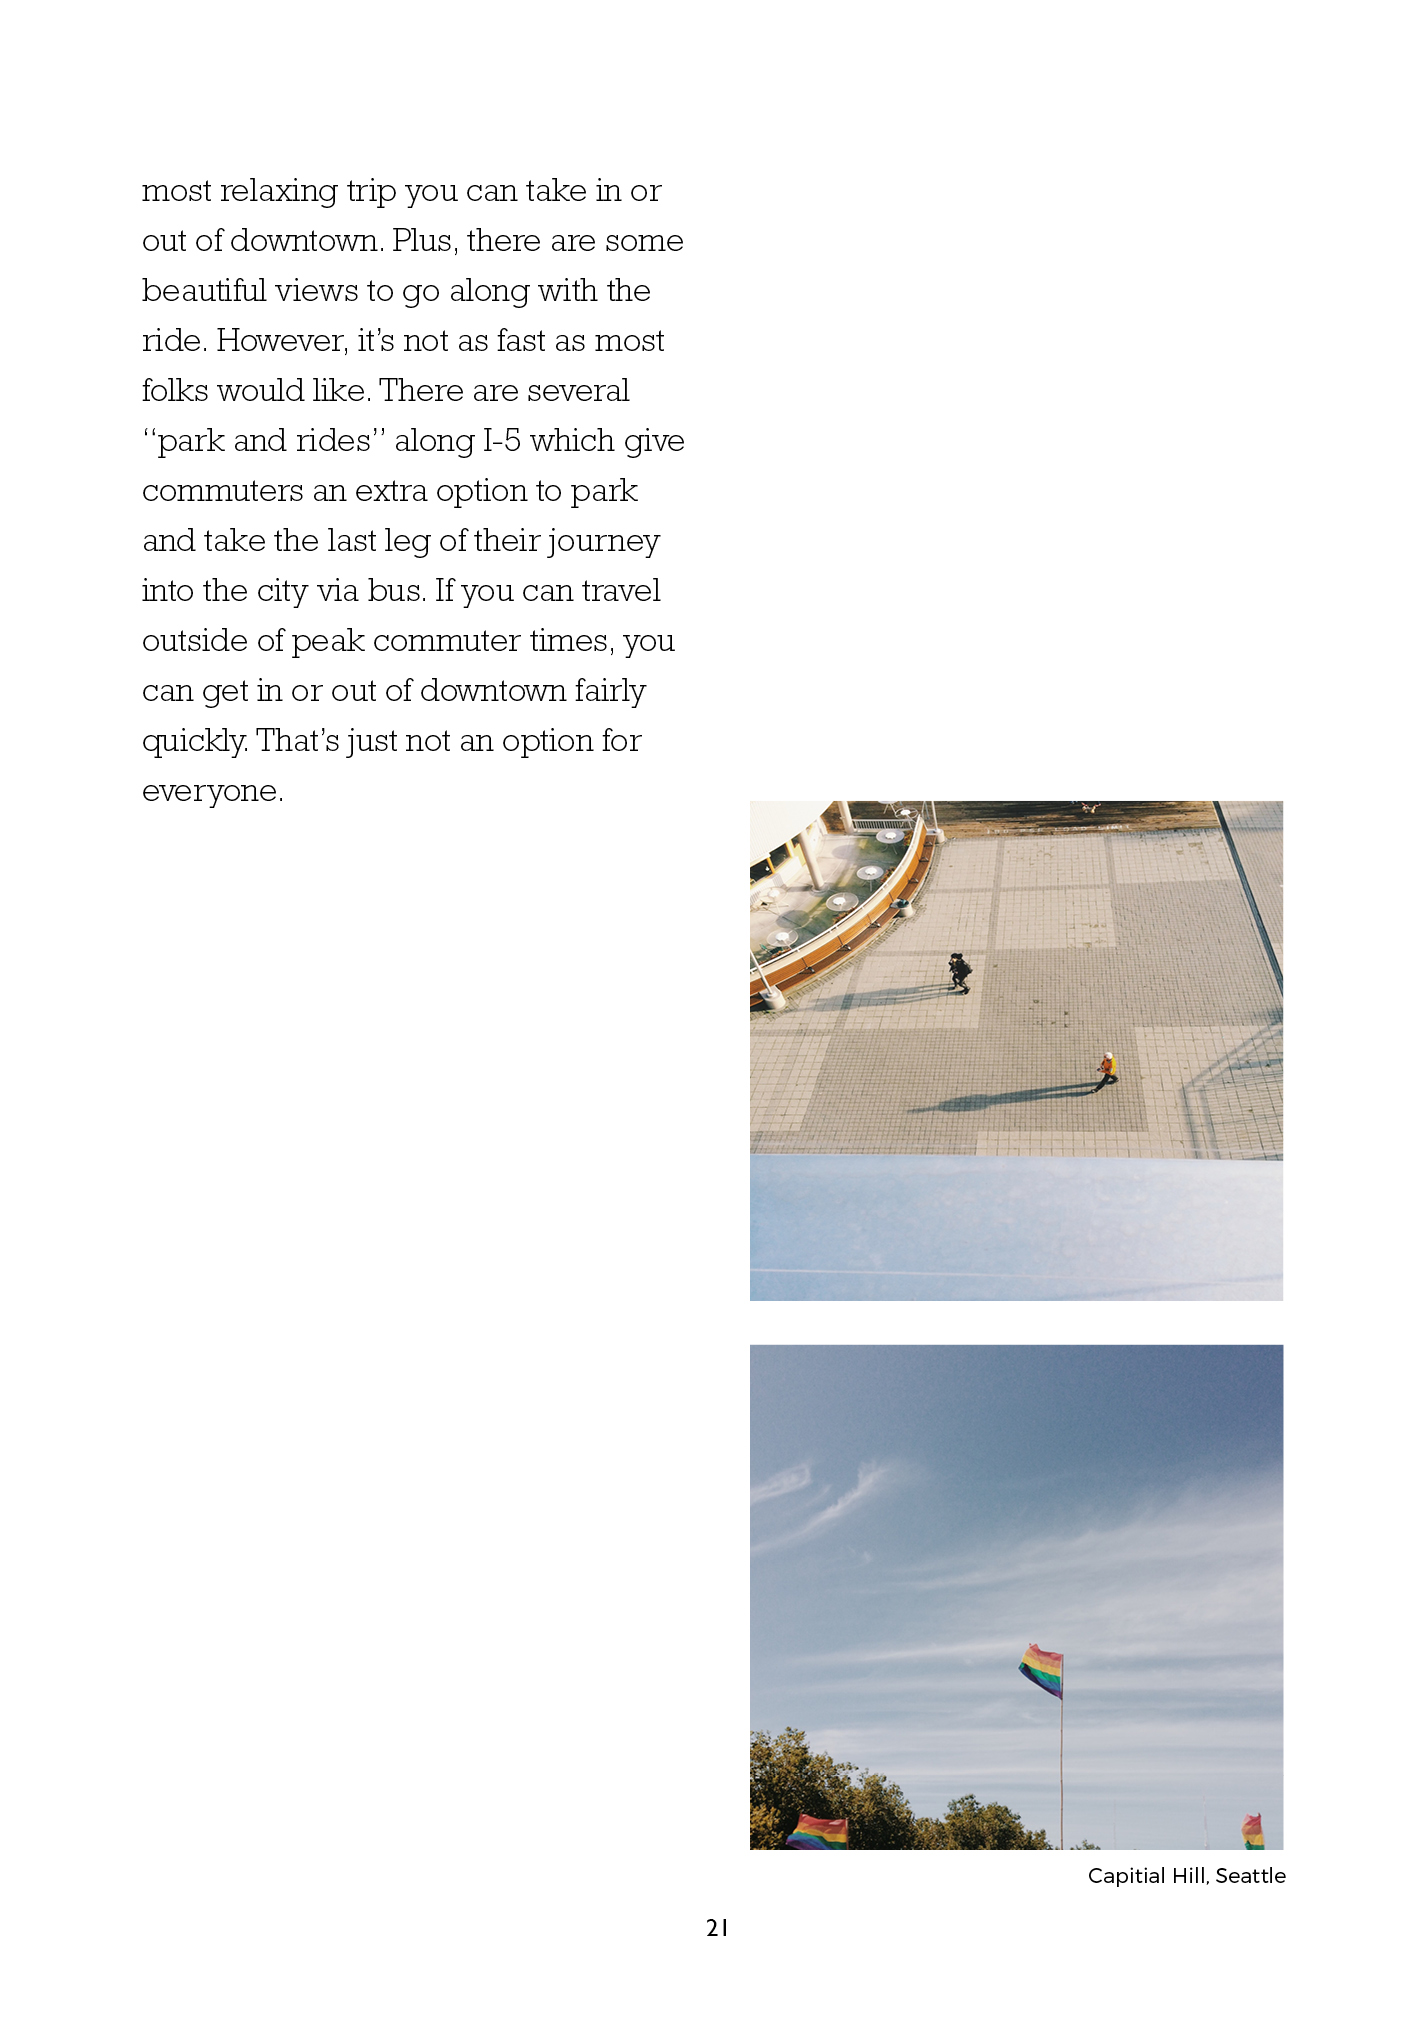 most relaxing trip you can take in or
out of downtown. Plus, there are some
beautiful views to go along with the
ride. However, it’s not as fast as most
folks would like. There are several
“park and rides” along I-5 which give
commuters an extra option to park
and take the last leg of their journey
into the city via bus. If you can travel
outside of peak commuter times, you
can get in or out of downtown fairly
quickly. That’s just not an option for
everyone.
Capitial Hill, Seattle
21